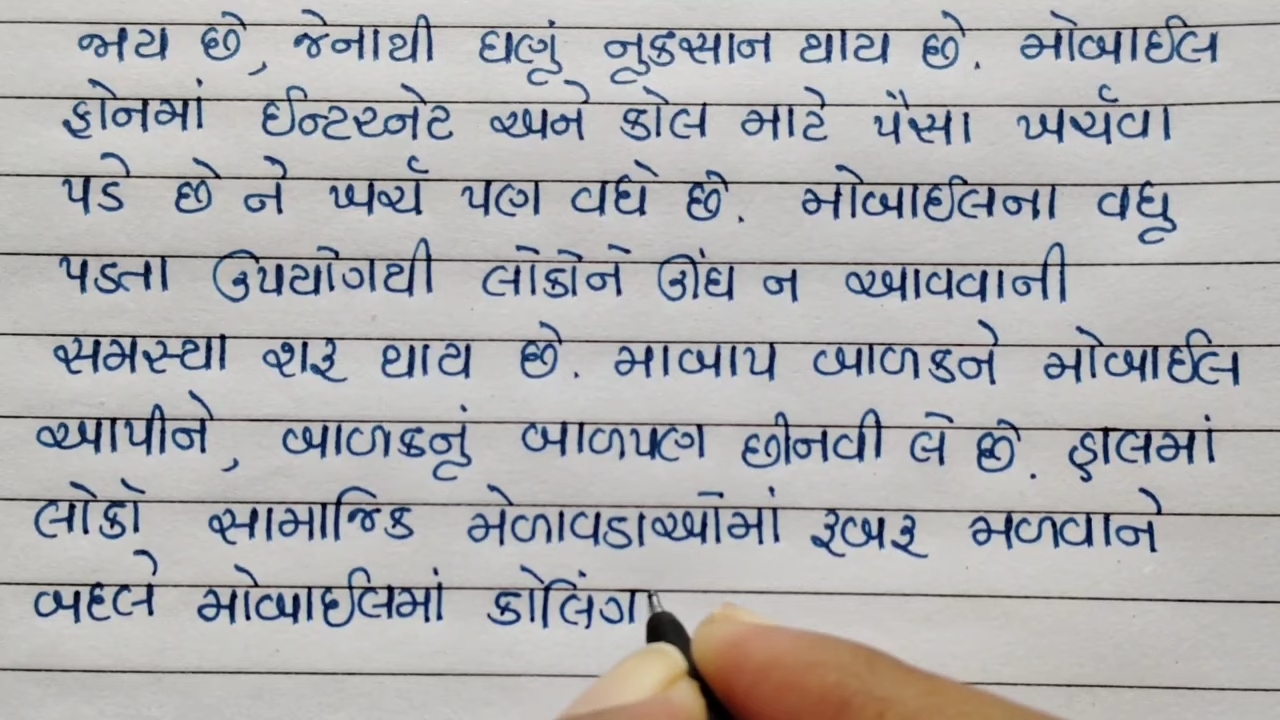 જાય છે, જેનાથી ઘણું નુકસાન થાય છે. મોબાઈલ
ફોનમાં ઈન્ટરનેટ અને કોલ માટે પૈસા ખર્ચવા
પડે છે ને ખર્ચ પણ વધે છે. મોબાઈલના વધુ
પડતા ઉપયોગથી લોકોને ઊંઘ ન આવવાની
સમસ્યા શરૂ થાય છે. માબાપ બાળકને મોબાઈલ
આપીને, બાળકનું બાળપણ છીનવી લે છે. હાલમાં
લોકો સામાજિક મેળાવડાઓમાં રૂબરૂ મળવાને
બદલે મોબાઈલમાં કોલિંગ